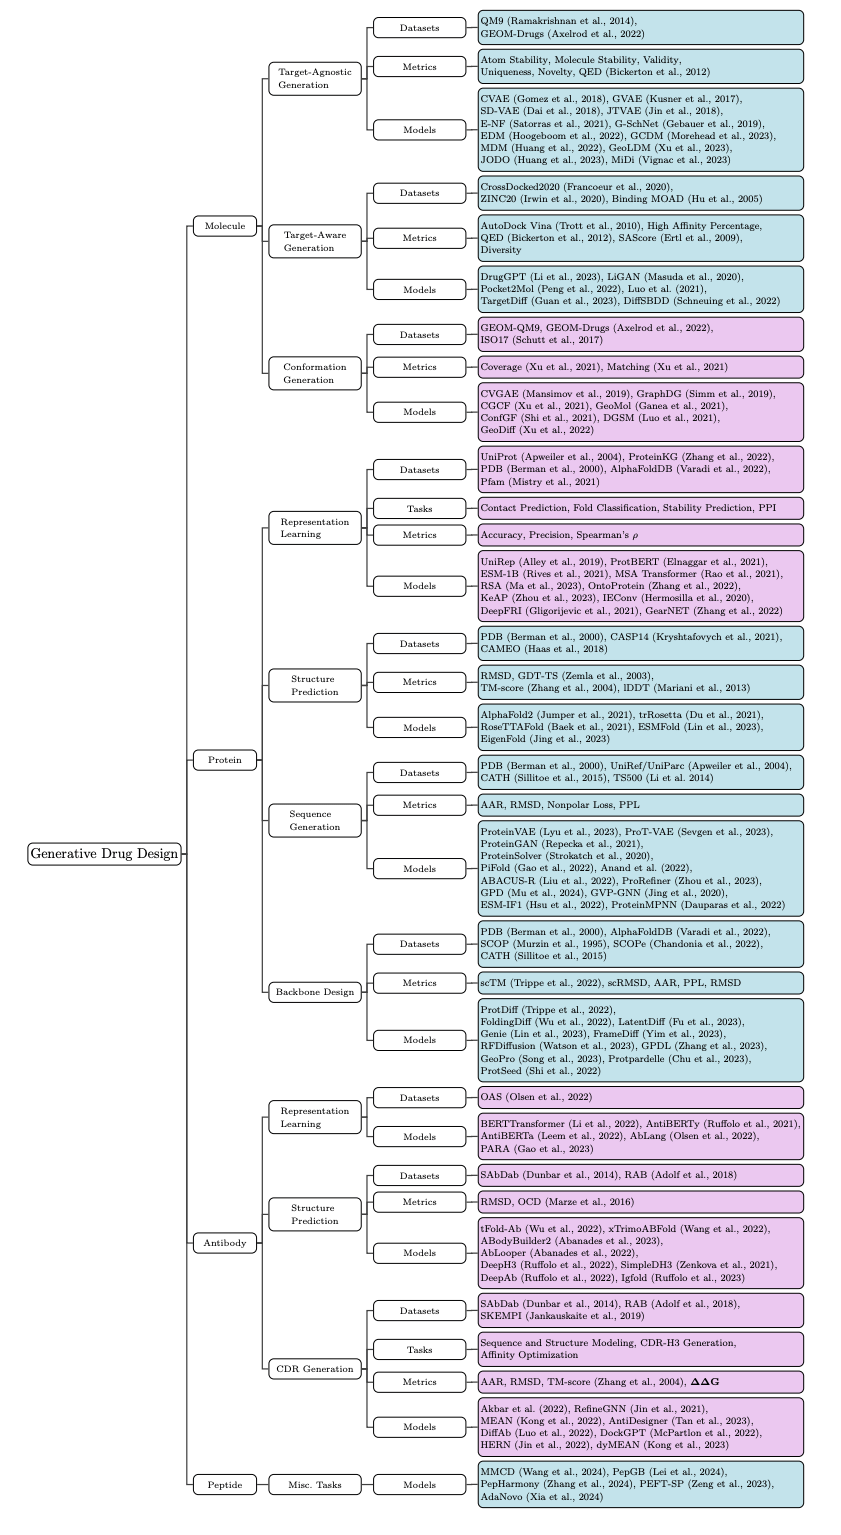 Generative Drug Design
Molecule
Target-Agnostic
Generation
Datasets
QM9 (Ramakrishnan et al., 2014),
GEOM-Drugs (Axelrod et al., 2022)
Metrics
Atom Stability, Molecule Stability, Validity,
Uniqueness, Novelty, QED (Bickerton et al., 2012)
Models
CVAE (Gomez et al., 2018), GVAE (Kusner et al., 2017),
SD-VAE (Dai et al., 2018), JTVAE (Jin et al., 2018),
E-NF (Satorras et al., 2021), G-SchNet (Gebauer et al., 2019),
EDM (Hoogeboom et al., 2022), GCDM (Morehead et al., 2023),
MDM (Huang et al., 2022), GeoLDM (Xu et al., 2023),
JODO (Huang et al., 2023), MiDi (Vignac et al., 2023)
Target-Aware
Generation
Datasets
CrossDocked2020 (Francoeur et al., 2020),
ZINC20 (Irwin et al., 2020), Binding MOAD (Hu et al., 2005)
Metrics
AutoDock Vina (Trott et al., 2010), High Affinity Percentage,
QED (Bickerton et al., 2012), SAScore (Ertl et al., 2009),
Diversity
Models
DrugGPT (Li et al., 2023), LiGAN (Masuda et al., 2020),
Pocket2Mol (Peng et al., 2022), Luo et al. (2021),
TargetDiff (Guan et al., 2023), DiffSBDD (Schneuing et al., 2022)
Conformation
Generation
Datasets
GEOM-QM9, GEOM-Drugs (Axelrod et al., 2022),
ISO17 (Schutt et al., 2017)
Metrics
Coverage (Xu et al., 2021), Matching (Xu et al., 2021)
Models
CVGAE (Mansimov et al., 2019), GraphDG (Simm et al., 2019),
CGCF (Xu et al., 2021), GeoMol (Ganea et al., 2021),
ConfGF (Shi et al., 2021), DGSM (Luo et al., 2021),
GeoDiff (Xu et al., 2022)
Protein
Representation
Learning
Datasets
UniProt (Apweiler et al., 2004), ProteinKG (Zhang et al., 2022),
PDB (Berman et al., 2000), AlphaFoldDB (Varadi et al., 2022),
Pfam (Mistry et al., 2021)
Tasks
Contact Prediction, Fold Classification, Stability Prediction, PPI
Metrics
Accuracy, Precision, Spearman's ρ
Models
UniRep (Alley et al., 2019), ProtBERT (Elnaggar et al., 2021),
ESM-1B (Rives et al., 2021), MSA Transformer (Rao et al., 2021),
RSA (Ma et al., 2023), OntoProtein (Zhang et al., 2022),
KeAP (Zhou et al., 2023), IEConv (Hermosilla et al., 2020),
DeepFRI (Gligorijevic et al., 2021), GearNET (Zhang et al., 2022)
Structure
Prediction
Datasets
PDB (Berman et al., 2000), CASP14 (Kryshtafovych et al., 2021),
CAMEO (Haas et al., 2018)
Metrics
RMSD, GDT-TS (Zemla et al., 2003),
TM-score (Zhang et al., 2004), lDDT (Mariani et al., 2013)
Models
AlphaFold2 (Jumper et al., 2021), trRosetta (Du et al., 2021),
RoseTTAFold (Baek et al., 2021), ESMFold (Lin et al., 2023),
EigenFold (Jing et al., 2023)
Sequence
Generation
Datasets
PDB (Berman et al., 2000), UniRef/UniParc (Apweiler et al., 2004),
CATH (Sillitoe et al., 2015), TS500 (Li et al. 2014)
Metrics
AAR, RMSD, Nonpolar Loss, PPL
Models
ProteinVAE (Lyu et al., 2023), ProT-VAE (Sevgen et al., 2023),
ProteinGAN (Repecka et al., 2021),
ProteinSolver (Strokatch et al., 2020),
PiFold (Gao et al., 2022), Anand et al. (2022),
ABACUS-R (Liu et al., 2022), ProRefiner (Zhou et al., 2023),
GPD (Mu et al., 2024), GVP-GNN (Jing et al., 2020),
ESM-IF1 (Hsu et al., 2022), ProteinMPNN (Dauparas et al., 2022)
Backbone Design
Datasets
PDB (Berman et al., 2000), AlphaFoldDB (Varadi et al., 2022),
SCOP (Murzin et al., 1995), SCOPe (Chandonia et al., 2022),
CATH (Sillitoe et al., 2015)
Metrics
scTM (Trippe et al., 2022), scRMSD, AAR, PPL, RMSD
Models
ProtDiff (Trippe et al., 2022),
FoldingDiff (Wu et al., 2022), LatentDiff (Fu et al., 2023),
Genie (Lin et al., 2023), FrameDiff (Yim et al., 2023),
RFDiffusion (Watson et al., 2023), GPDL (Zhang et al., 2023),
GeoPro (Song et al., 2023), Protpardelle (Chu et al., 2023),
ProtSeed (Shi et al., 2022)
Antibody
Representation
Learning
Datasets
OAS (Olsen et al., 2022)
Models
BERTTransformer (Li et al., 2022), AntiBERTy (Ruffolo et al., 2021),
AntiBERTa (Leem et al., 2022), AbLang (Olsen et al., 2022),
PARA (Gao et al., 2023)
Structure
Prediction
Datasets
SAbDab (Dunbar et al., 2014), RAB (Adolf et al., 2018)
Metrics
RMSD, OCD (Marze et al., 2016)
Models
tFold-Ab (Wu et al., 2022), xTrimoABFold (Wang et al., 2022),
ABodyBuilder2 (Abanades et al., 2023),
AbLooper (Abanades et al., 2022),
DeepH3 (Ruffolo et al., 2022), SimpleDH3 (Zenkova et al., 2021),
DeepAb (Ruffolo et al., 2022), Igfold (Ruffolo et al., 2023)
CDR Generation
Datasets
SAbDab (Dunbar et al., 2014), RAB (Adolf et al., 2018),
SKEMPI (Jankauskaite et al., 2019)
Tasks
Sequence and Structure Modeling, CDR-H3 Generation,
Affinity Optimization
Metrics
AAR, RMSD, TM-score (Zhang et al., 2004), ΔΔG
Models
Akbar et al. (2022), RefineGNN (Jin et al., 2021),
MEAN (Kong et al., 2022), AntiDesigner (Tan et al., 2023),
DiffAb (Luo et al., 2022), DockGPT (McPartlon et al., 2022),
HERN (Jin et al., 2022), dyMEAN (Kong et al., 2023)
Peptide
Misc. Tasks
Models
MMCD (Wang et al., 2024), PepGB (Lei et al., 2024),
PepHarmony (Zhang et al., 2024), PEFT-SP (Zeng et al., 2023),
AdaNovo (Xia et al., 2024)